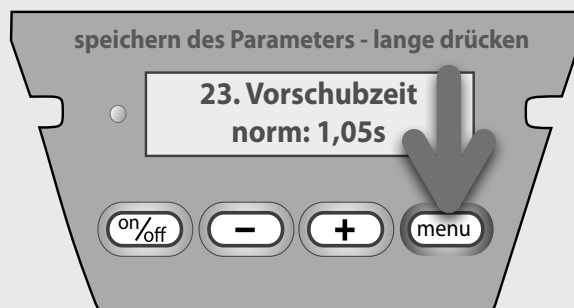 speichern des Parameters - lange drücken
23. Vorschubzeit
norm: 1,05s
on/off − + menu